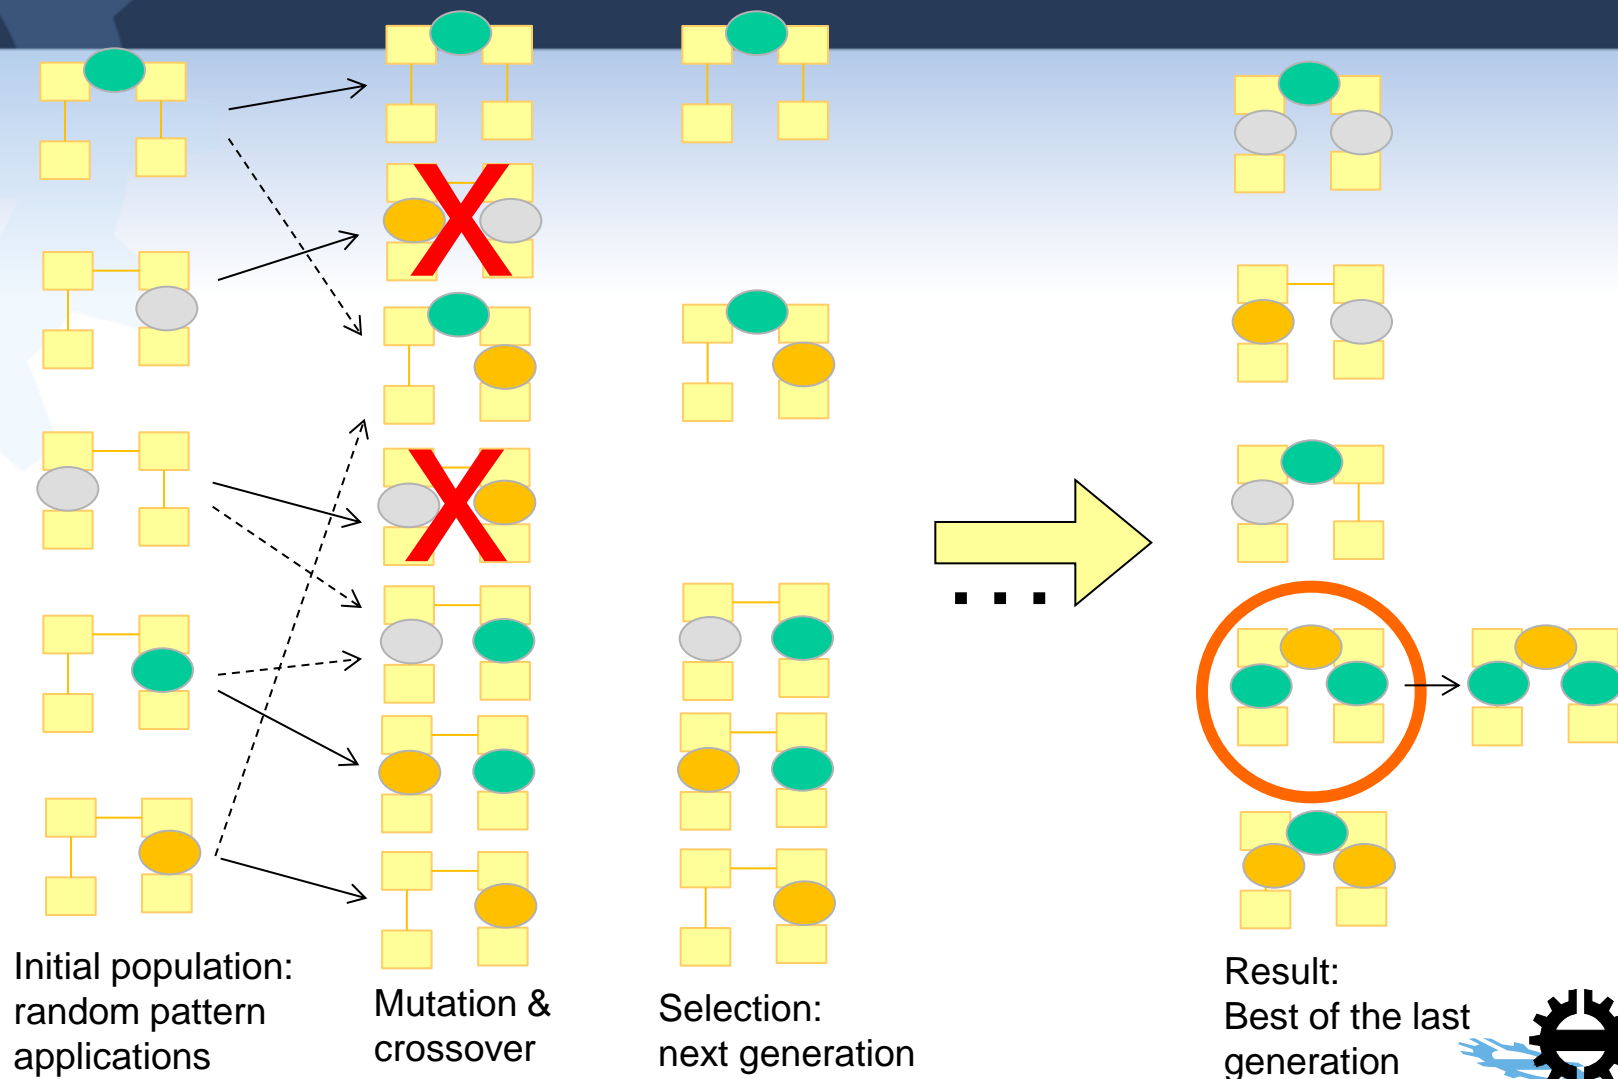 Initial population:
random pattern
applications
Mutation &
crossover
Selection:
next generation
. . .
Result:
Best of the last
generation